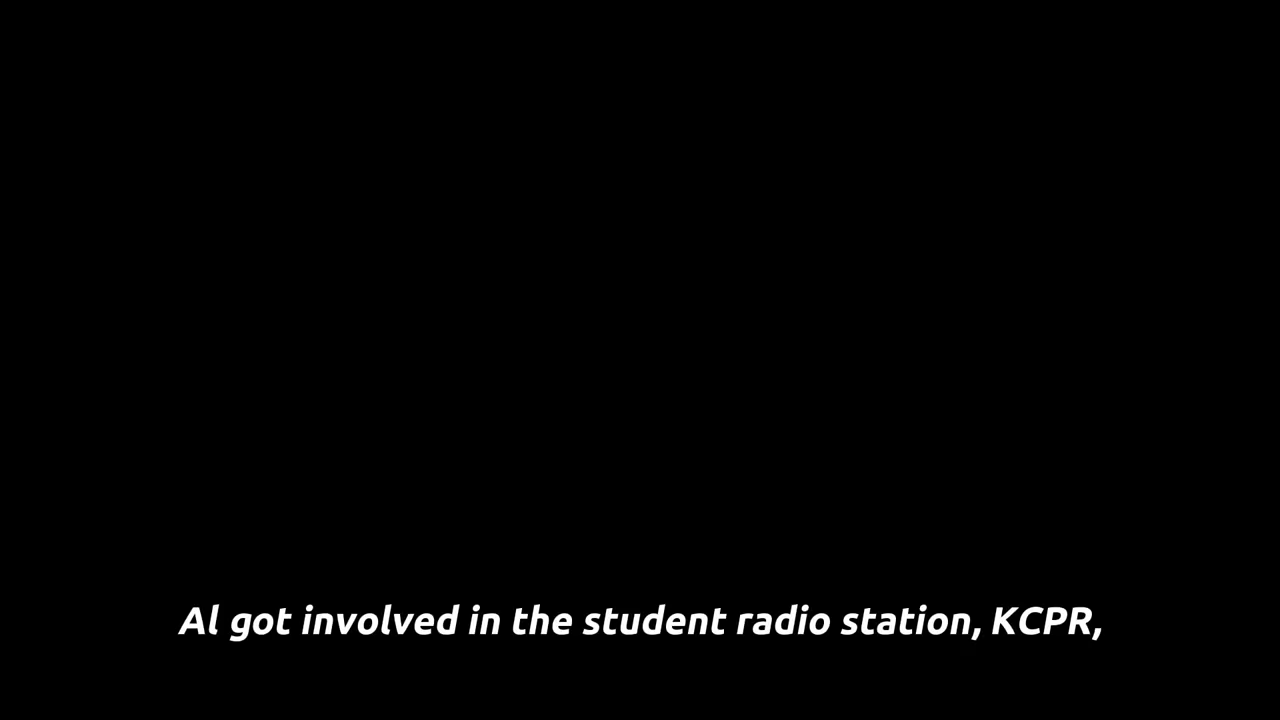 Al got involved in the student radio station, KCPR,